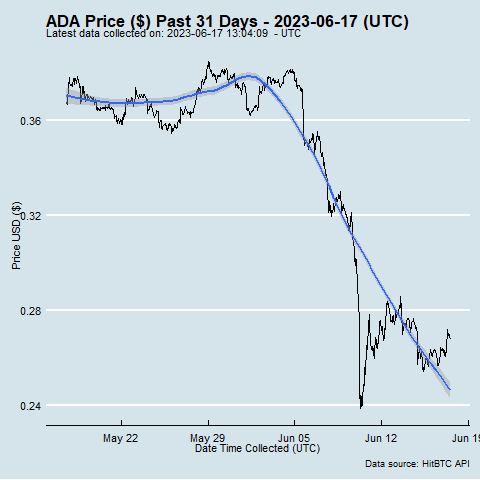 ADA Price ($) Past 31 Days - 2023-06-17 (UTC)
Latest data collected on: 2023-06-17 13:04:09 - UTC
Price USD ($)
0.36
0.32
0.28
0.24
May 22 May 29 Jun 05 Jun 12 Jun 19
Date Time Collected (UTC)
Data source: HitBTC API